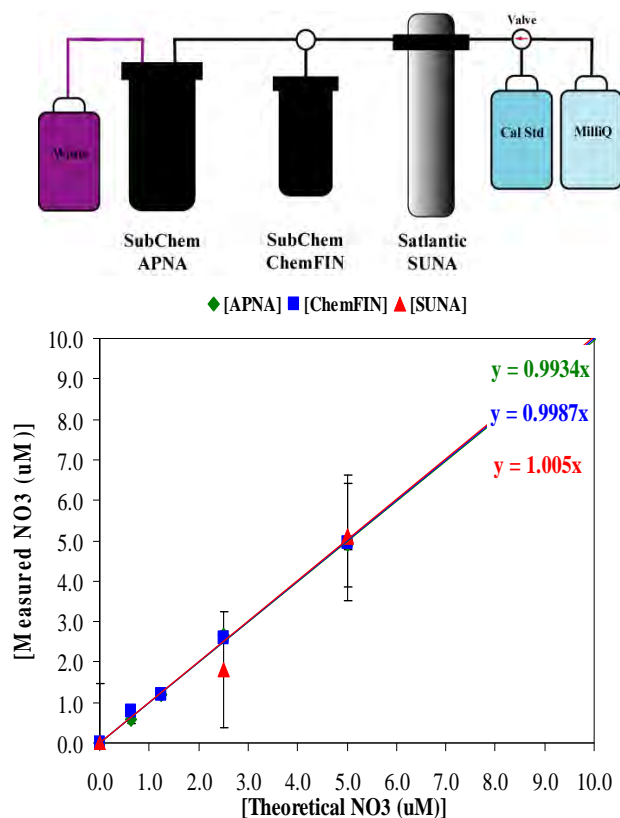 Valve
Waste
Cal Std
MilliQ
SubChem
APNA
SubChem
ChemFIN
Satlantic
SUNA
[APNA] [ChemFIN] [SUNA]
[Measured NO3 (uM)]
10.0
9.0
8.0
7.0
6.0
5.0
4.0
3.0
2.0
1.0
0.0
y = 0.9934x
y = 0.9987x
y = 1.005x
0.0 1.0 2.0 3.0 4.0 5.0 6.0 7.0 8.0 9.0 10.0
[Theoretical NO3 (uM)]